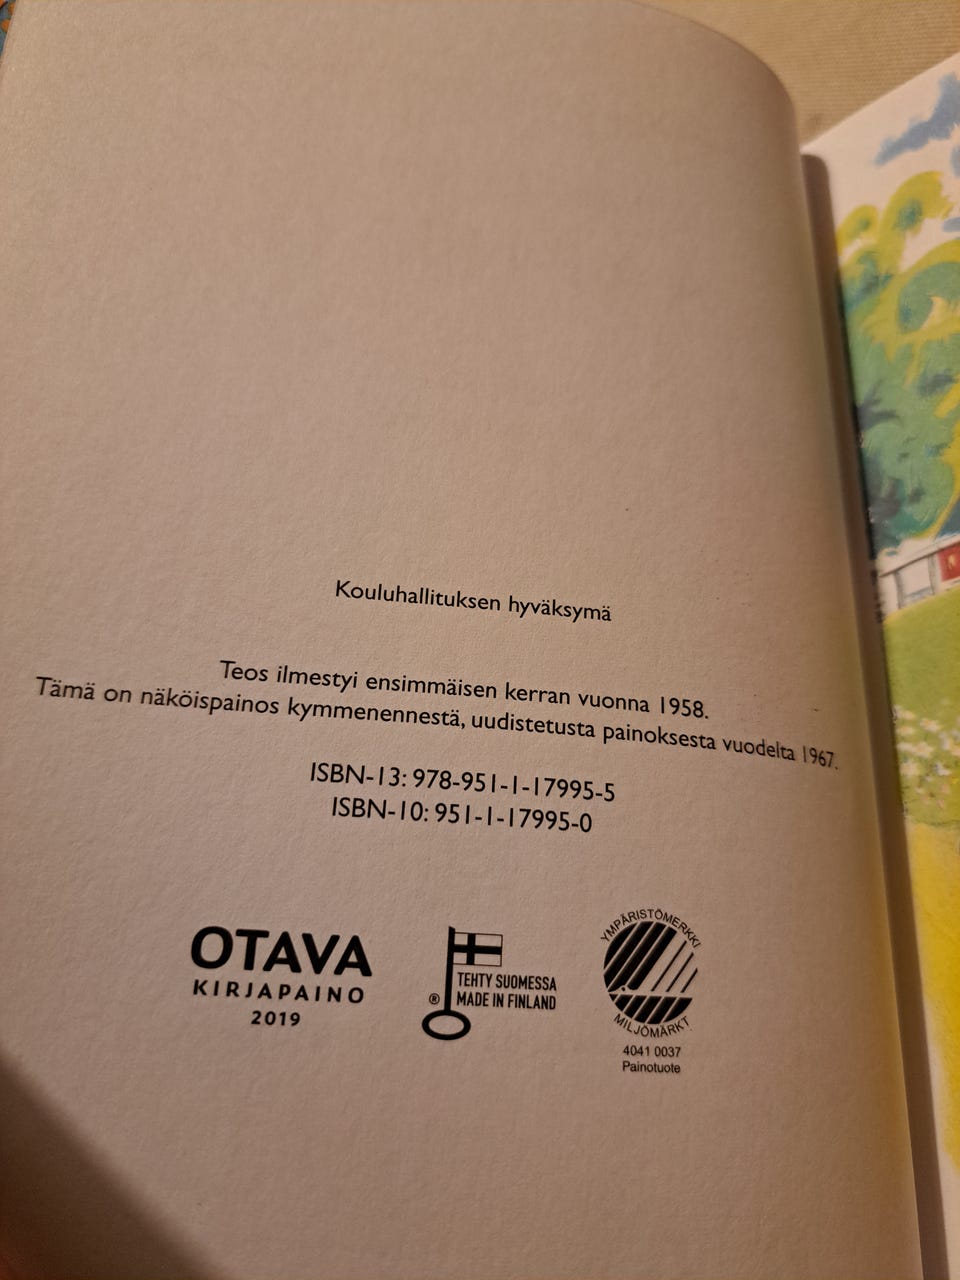 Kouluhallituksen hyväksymä
Teos ilmestyi ensimmäisen kerran vuonna 1958.
Tämä on näköispainos kymmenennestä, uudistetusta painoksesta vuodelta 1967.
ISBN-13: 978-951-1-17995-5
ISBN-10: 951-1-17995-0
OTAVA
KIRJAPAINO
2019
TEHTY SUOMESSA
® MADE IN FINLAND
YMPÄRISTÖMERKKI
MILJÖMÄRKT
4041 0037
Painotuote